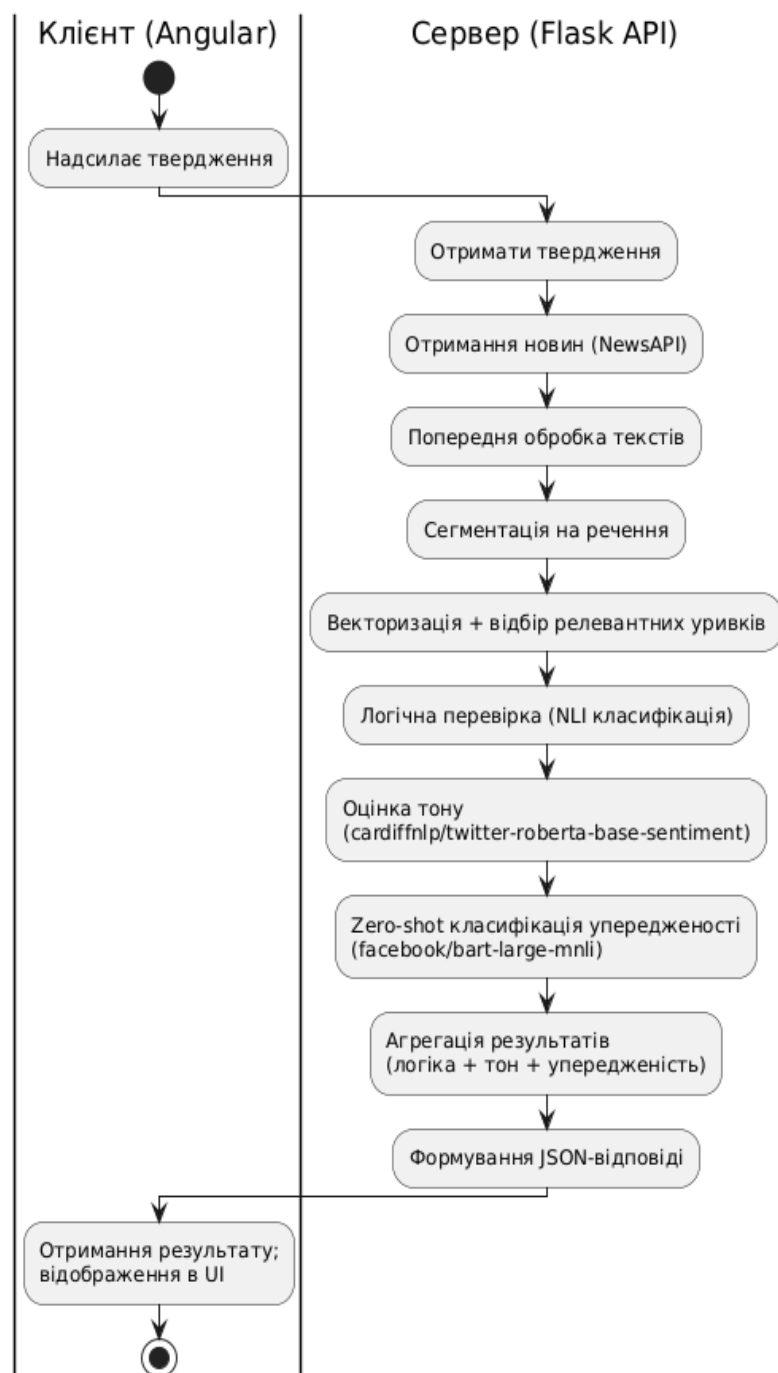 Клієнт (Angular)
Сервер (Flask API)
Надсилає твердження
Отримати твердження
Отримання новин (NewsAPI)
Попередня обробка текстів
Сегментація на речення
Векторизація + відбір релевантних уривків
Логічна перевірка (NLI класифікація)
Оцінка тону
(cardiffnlp/twitter-roberta-base-sentiment)
Zero-shot класифікація упередженості
(facebook/bart-large-mnli)
Агрегація результатів
(логіка + тон + упередженість)
Формування JSON-відповіді
Отримання результату;
відображення в UI